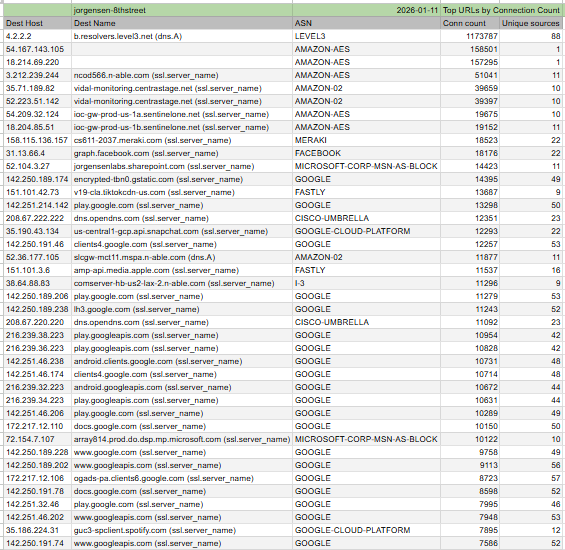 jorgensen-8thstreet 2026-01-11 Top URLs by Connection Count
Dest Host Dest Name ASN Conn count Unique sources
4.2.2.2 b.resolvers.level3.net (dns.A) LEVEL3 1173787 88
54.167.143.105 AMAZON-AES 158501 1
18.214.69.220 AMAZON-AES 157295 1
3.212.239.244 ncod566.n-able.com (ssl.server_name) AMAZON-AES 51041 11
35.71.189.82 vidal-monitoring.centrastage.net (ssl.server_name) AMAZON-02 39659 10
52.223.51.142 vidal-monitoring.centrastage.net (ssl.server_name) AMAZON-02 39397 10
54.209.32.124 ioc-gw-prod-us-1a.sentinelone.net (ssl.server_name) AMAZON-AES 19675 10
18.204.85.51 ioc-gw-prod-us-1b.sentinelone.net (ssl.server_name) AMAZON-AES 19152 11
158.115.136.157 cs611-2037.meraki.com (ssl.server_name) MERAKI 18523 22
31.13.66.4 graph.facebook.com (ssl.server_name) FACEBOOK 18176 22
52.104.3.27 jorgensenlabs.sharepoint.com (ssl.server_name) MICROSOFT-CORP-MSN-AS-BLOCK 14423 11
142.250.189.174 encrypted-tbn0.gstatic.com (ssl.server_name) GOOGLE 14395 49
151.101.42.73 v19-cla.tiktokcdn-us.com (ssl.server_name) FASTLY 13687 9
142.251.214.142 play.google.com (ssl.server_name) GOOGLE 13298 50
208.67.222.222 dns.opendns.com (ssl.server_name) CISCO-UMBRELLA 12351 23
35.190.43.134 us-central1-gcp.api.snapchat.com (ssl.server_name) GOOGLE-CLOUD-PLATFORM 12293 22
142.250.191.46 clients4.google.com (ssl.server_name) GOOGLE 12257 53
52.36.177.105 slcgw-mct11.mspa.n-able.com (dns.A) AMAZON-02 11877 11
151.101.3.6 amp-api.media.apple.com (ssl.server_name) FASTLY 11537 16
38.64.88.83 comserver-hb-us2-lax-2.n-able.com (ssl.server_name) I-3 11296 9
142.250.189.206 play.google.com (ssl.server_name) GOOGLE 11279 53
142.250.189.238 lh3.google.com (ssl.server_name) GOOGLE 11243 52
208.67.220.220 dns.opendns.com (ssl.server_name) CISCO-UMBRELLA 11092 23
216.239.38.223 play.googleapis.com (ssl.server_name) GOOGLE 10954 42
216.239.36.223 play.googleapis.com (ssl.server_name) GOOGLE 10828 42
142.251.46.238 android.clients.google.com (ssl.server_name) GOOGLE 10731 48
142.251.46.174 clients4.google.com (ssl.server_name) GOOGLE 10714 48
216.239.32.223 android.googleapis.com (ssl.server_name) GOOGLE 10672 44
216.239.34.223 play.googleapis.com (ssl.server_name) GOOGLE 10631 44
142.251.46.206 play.google.com (ssl.server_name) GOOGLE 10289 49
172.217.12.110 docs.google.com (ssl.server_name) GOOGLE 10150 50
72.154.7.107 array814.prod.do.dsp.mp.microsoft.com (ssl.server_name) MICROSOFT-CORP-MSN-AS-BLOCK 10122 10
142.250.189.228 www.google.com (ssl.server_name) GOOGLE 9758 49
142.250.189.202 www.googleapis.com (ssl.server_name) GOOGLE 9113 56
172.217.12.106 ogads-pa.clients6.google.com (ssl.server_name) GOOGLE 8723 57
142.250.191.78 docs.google.com (ssl.server_name) GOOGLE 8598 52
142.251.32.46 play.google.com (ssl.server_name) GOOGLE 7995 46
142.251.46.202 www.googleapis.com (ssl.server_name) GOOGLE 7948 53
35.186.224.31 guc3-spclient.spotify.com (ssl.server_name) GOOGLE-CLOUD-PLATFORM 7895 12
142.250.191.74 www.googleapis.com (ssl.server_name) GOOGLE 7586 52